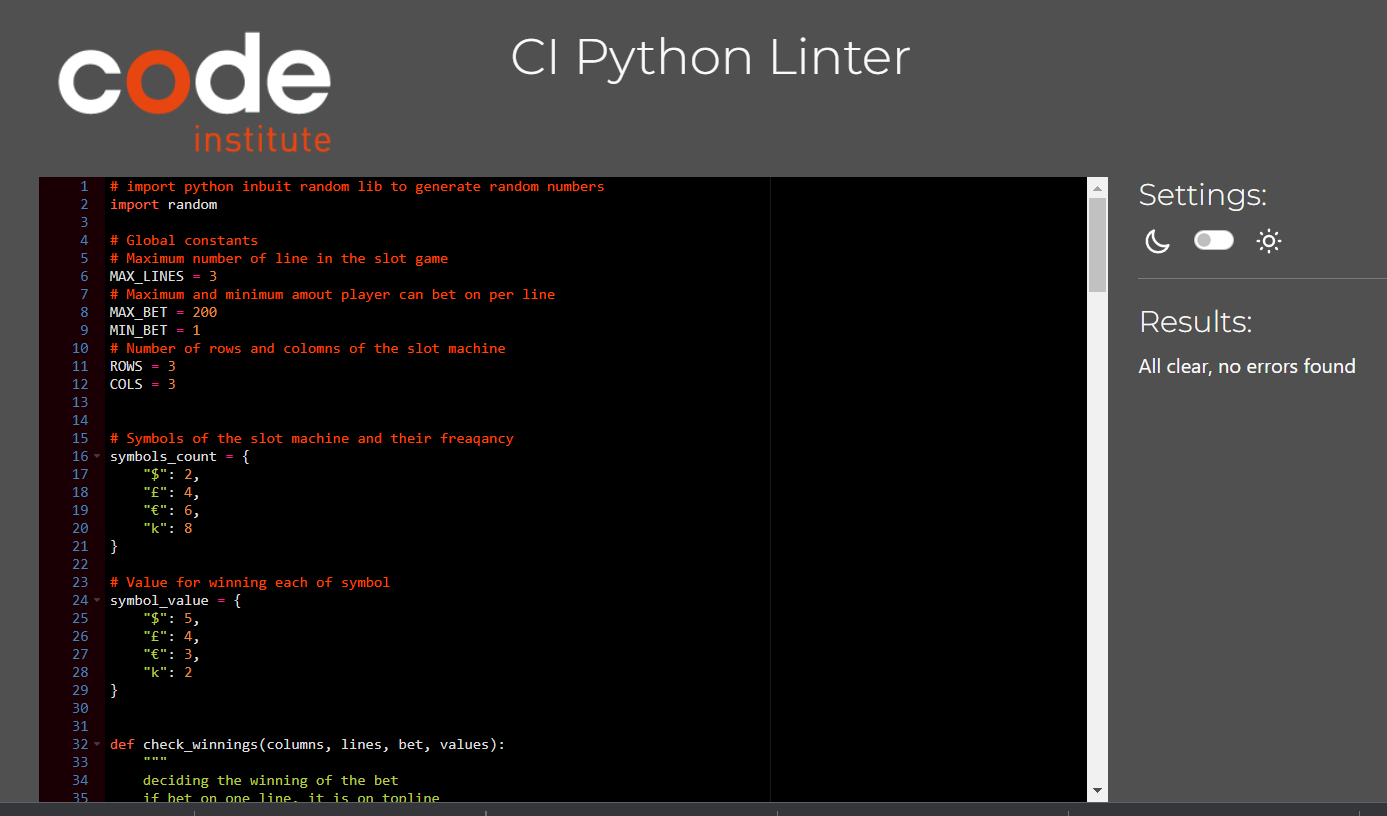 code
institute
CI Python Linter
1 # import python inbuit random lib to generate random numbers
2 import random
3
4 # Global constants
5 # Maximum number of line in the slot game
6 MAX_LINES = 3
7 # Maximum and minimum amout player can bet on per line
8 MAX_BET = 200
9 MIN_BET = 1
10 # Number of rows and colomns of the slot machine
11 ROWS = 3
12 COLS = 3
13
14
15 # Symbols of the slot machine and their freaqancy
16 symbols_count = {
17     "$": 2,
18     "£": 4,
19     "€": 6,
20     "k": 8
21 }
22
23 # Value for winning each of symbol
24 symbol_value = {
25     "$": 5,
26     "£": 4,
27     "€": 3,
28     "k": 2
29 }
30
31
32 def check_winnings(columns, lines, bet, values):
33     """
34     deciding the winning of the bet
35     if bet on one line, it is on topline
Settings:
Results:
All clear, no errors found